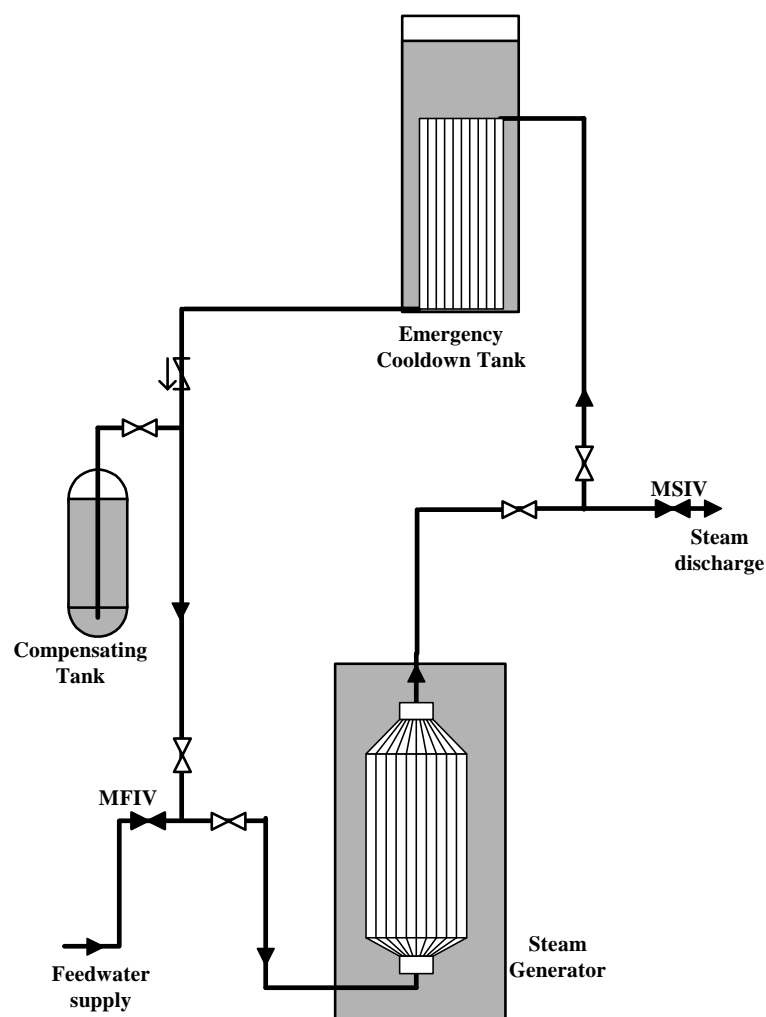 Emergency
Cooldown Tank
MSIV
Steam
discharge
Compensating
Tank
MFIV
Feedwater
supply
Steam
Generator